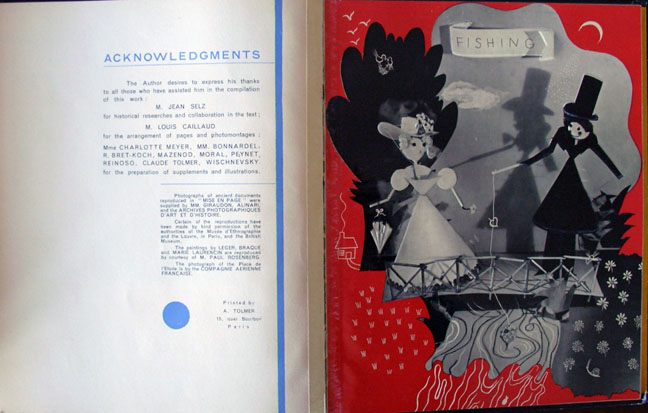 ACKNOWLEDGMENTS
The Author desires to express his thanks
to all those who have assisted him in the compilation
of this work :
M. JEAN SELZ
for historical researches and collaboration in the text ;
M. LOUIS CAILLAUD
for the arrangement of pages and photomontages ;
Mme CHARLOTTE MEYER, MM. BONNARDEL,
R. BRET-KOCH, MAZENOD, MORAL, PEYNET,
REINOSO, CLAUDE TOLMER, WISCHNEVSKY,
for the preparation of supplements and illustrations,
Photographs of ancient documents
reproduced in "MISE EN PAGE" were
supplied by MM. GIRAUDON, ALINARI,
and the ARCHIVES PHOTOGRAPHIQUES
D'ART ET D'HISTOIRE.
Certain of the reproductions have
been made by kind permission of the
authorities of the Musée d'Ethnographie
and the Louvre, in Paris, and the British
Museum.
The paintings by LEGER, BRAQUE
and MARIE LAURENCIN are reproduced
by courtesy of M. PAUL ROSENBERG.
The photograph of the Place de
l'Etoile is by the COMPAGNIE AERIENNE
FRANÇAISE.
Printed by
A. TOLMER
13, quai Bourbon
Paris
FISHING